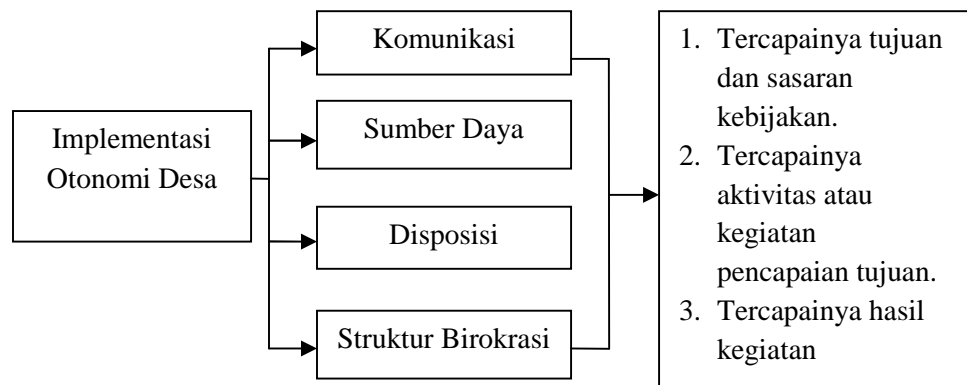 Implementasi
Otonomi Desa
Komunikasi
Sumber Daya
Disposisi
Struktur Birokrasi
1. Tercapainya tujuan
dan sasaran
kebijakan.
2. Tercapainya
aktivitas atau
kegiatan
pencapaian tujuan.
3. Tercapainya hasil
kegiatan